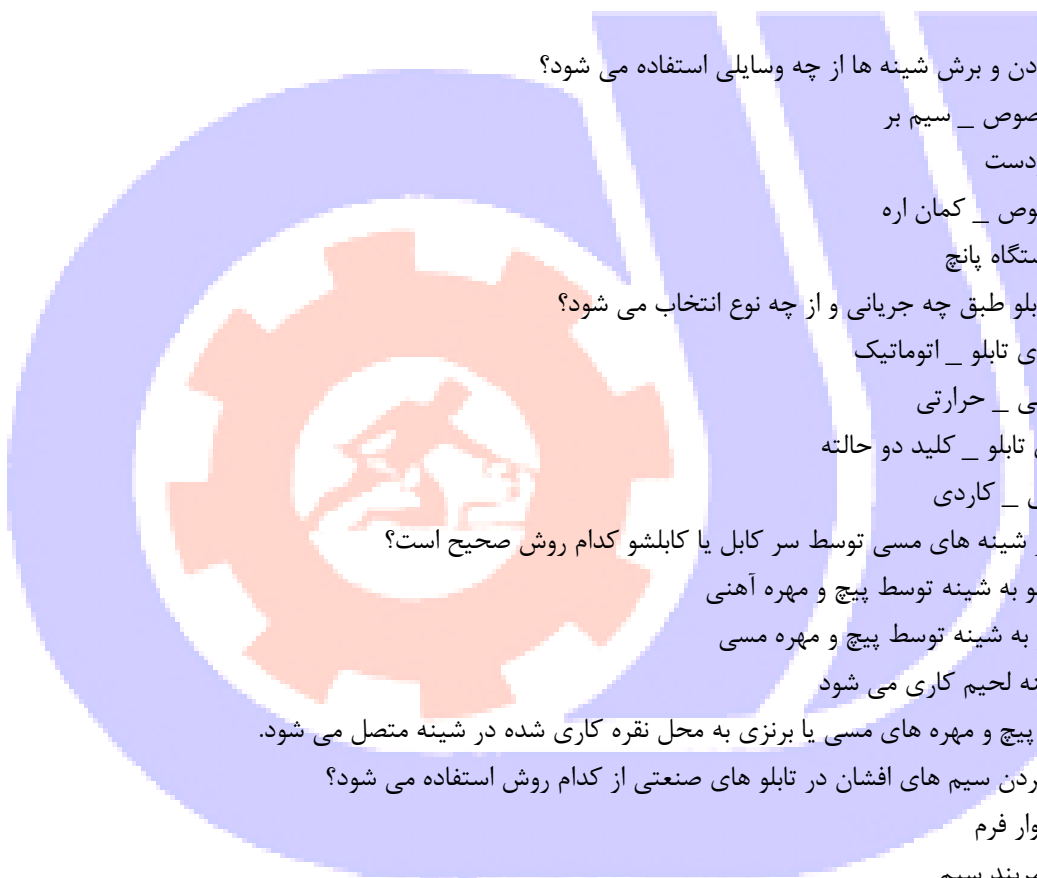 دن و برش شینه ها از چه وسایلی استفاده می شود؟
صوص _ سیم بر
دست
وص _ کمان اره
ستگاه پانچ
بلو طبق چه جریانی و از چه نوع انتخاب می شود؟
ی تابلو _ اتوماتیک
ی _ حرارتی
تابلو _ کلید دو حالته
_ کاردی
شینه های مسی توسط سر کابل یا کابلشو کدام روش صحیح است؟
و به شینه توسط پیچ و مهره آهنی
به شینه توسط پیچ و مهره مسی
نه لحیم کاری می شود
پیچ و مهره های مسی یا برنزی به محل نقره کاری شده در شینه متصل می شود.
ردن سیم های افشان در تابلو های صنعتی از کدام روش استفاده می شود؟
وار فرم